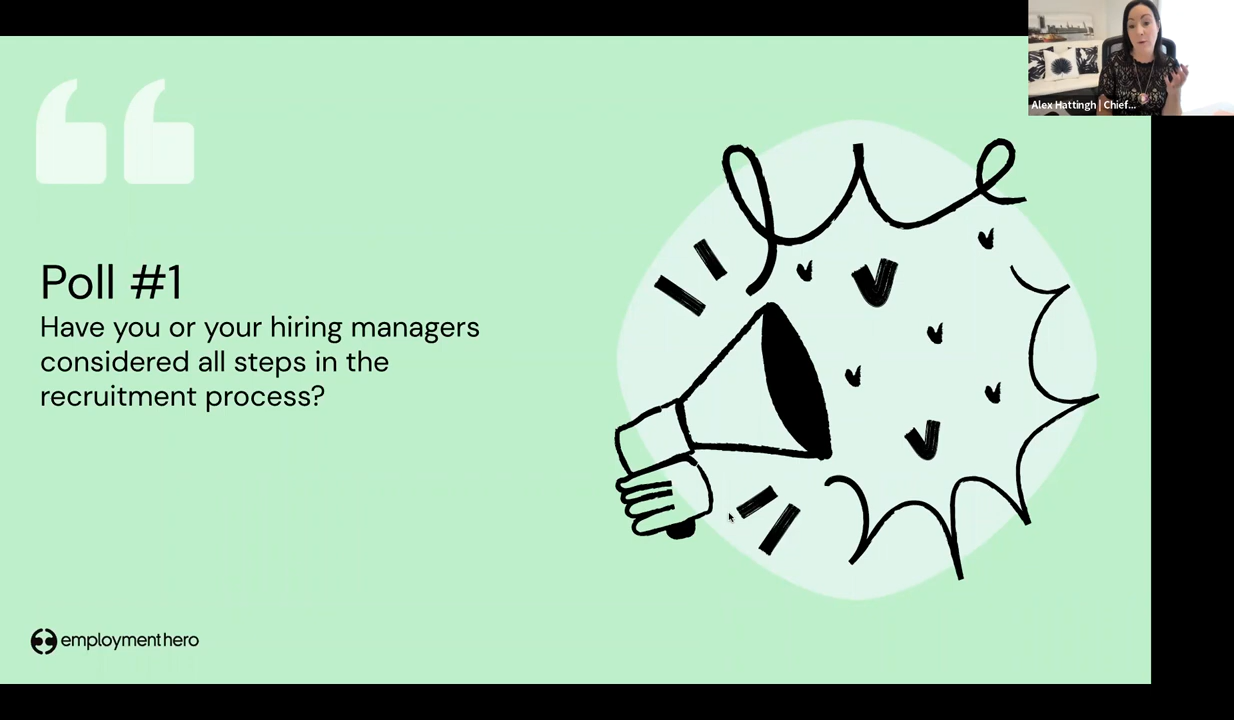 Alex Hattingh | Chief...
Poll #1
Have you or your hiring managers
considered all steps in the
recruitment process?
employmenthero